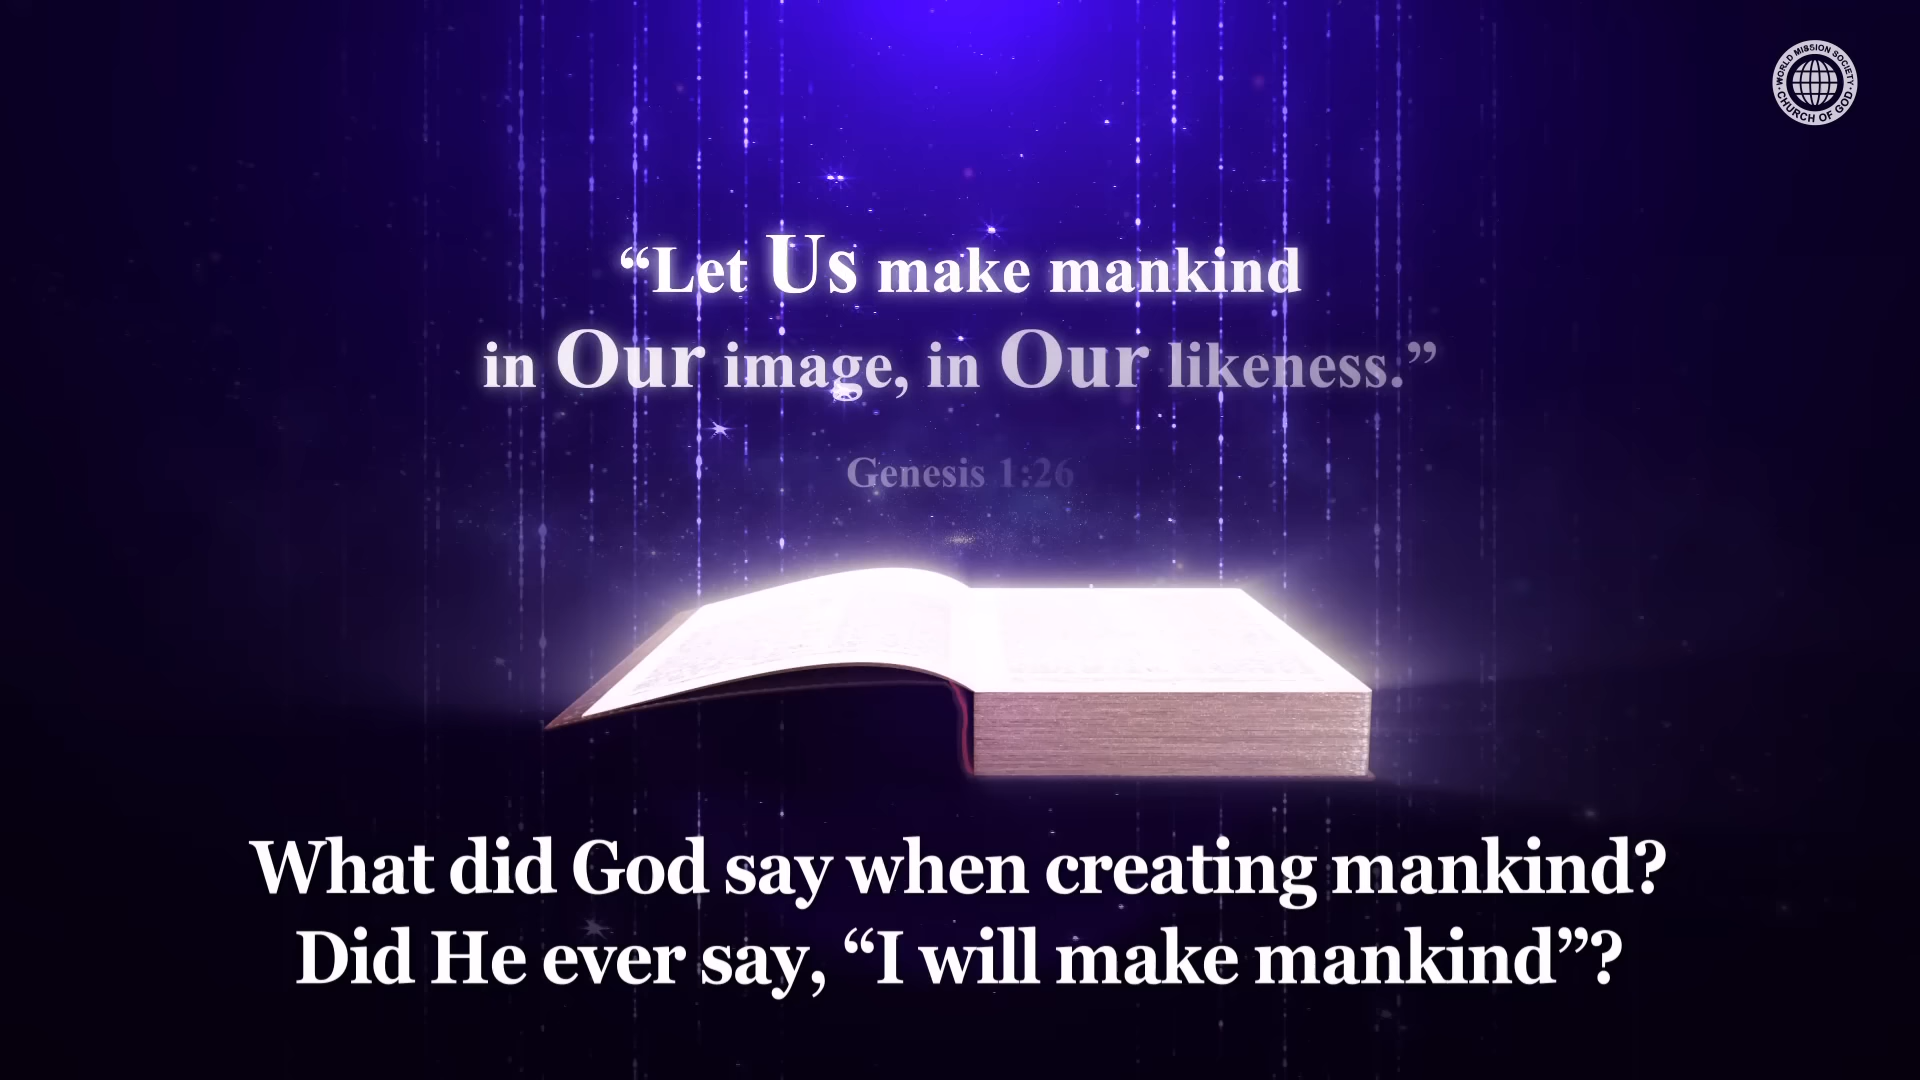 WORLD MISSION SOCIETY
CHURCH OF GOD
“Let Us make mankind
in Our image, in Our likeness.”
Genesis 1:26
What did God say when creating mankind?
Did He ever say, “I will make mankind”?